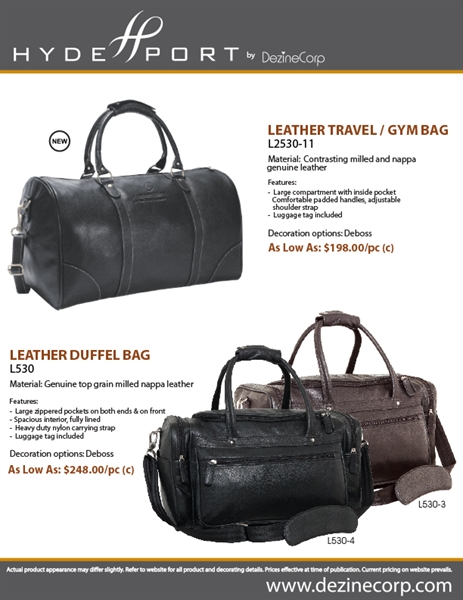 HYDE PORT by DezineCorp
NEW
LEATHER TRAVEL / GYM BAG
L2530-11
Material: Contrasting milled and nappa
genuine leather
Features:
- Large compartment with inside pocket
Comfortable padded handles, adjustable
shoulder strap
- Luggage tag included
Decoration options: Deboss
As Low As: $198.00/pc (c)
LEATHER DUFFEL BAG
L530
Material: Genuine top grain milled nappa leather
Features:
- Large zippered pockets on both ends & on front
- Spacious interior, fully lined
- Heavy duty nylon carrying strap
- Luggage tag included
Decoration options: Deboss
As Low As: $248.00/pc (c)
L530-3
L530-4
Actual product appearance may differ slightly. Refer to website for all product and decorating details. Prices effective at time of publication. Current pricing on website prevails.
www.dezinecorp.com